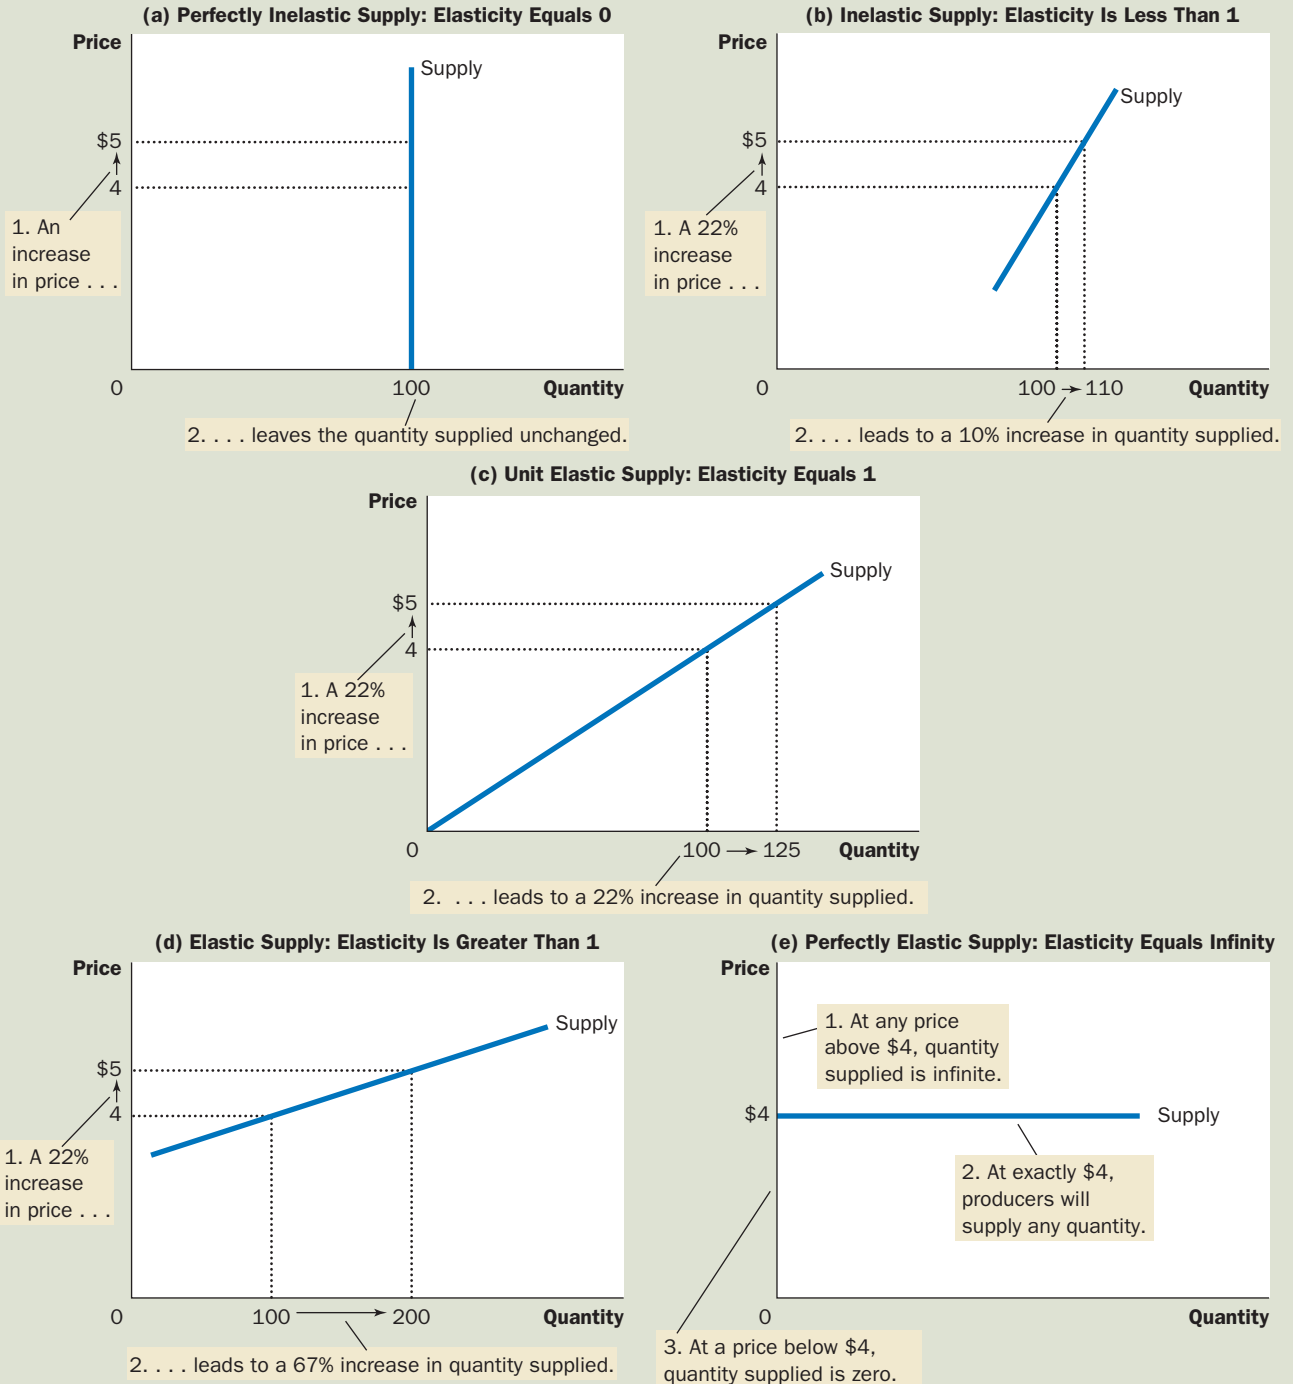 (a) Perfectly Inelastic Supply: Elasticity Equals 0
Price
Supply
$5
4
1. An
increase
in price . . .
0
100
Quantity
2. . . . leaves the quantity supplied unchanged.
(b) Inelastic Supply: Elasticity Is Less Than 1
Price
Supply
$5
4
1. A 22%
increase
in price . . .
0
100
110
Quantity
2. . . . leads to a 10% increase in quantity supplied.
(c) Unit Elastic Supply: Elasticity Equals 1
Price
Supply
$5
4
1. A 22%
increase
in price . . .
0
100
125
Quantity
2. . . . leads to a 22% increase in quantity supplied.
(d) Elastic Supply: Elasticity Is Greater Than 1
Price
Supply
$5
4
1. A 22%
increase
in price . . .
0
100
200
Quantity
2. . . . leads to a 67% increase in quantity supplied.
(e) Perfectly Elastic Supply: Elasticity Equals Infinity
Price
1. At any price
above $4, quantity
supplied is infinite.
$4
Supply
2. At exactly $4,
producers will
supply any quantity.
0
Quantity
3. At a price below $4,
quantity supplied is zero.